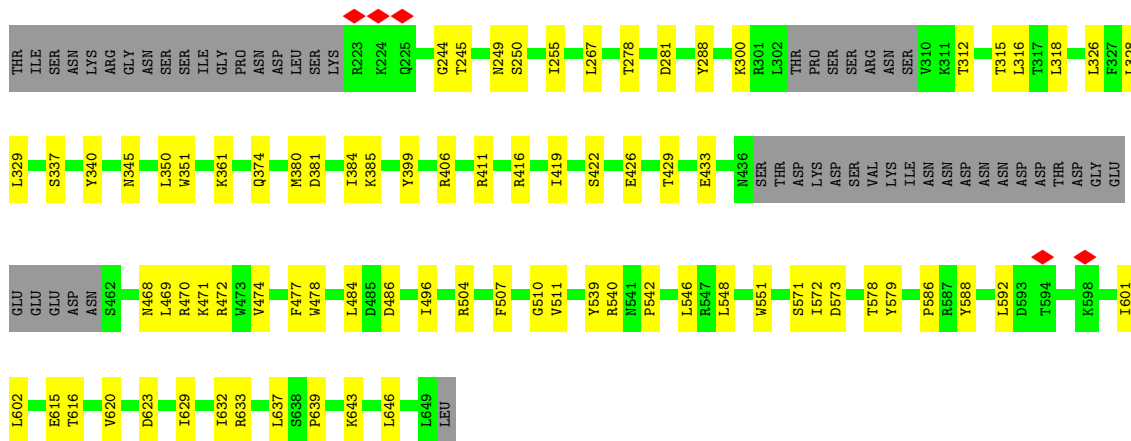 THR ILE SER ASN LYS ARG GLY ASN SER SER ILE GLY PRO ASN ASP LEU SER LYS R223 K224 Q225 G244 T245 N249 S250 I255 L267 T278 D281 Y288 K300 R301 L302 THR PRO SER SER ARG ASN SER V310 K311 T312 T315 L316 T317 L318 L326 F327 L328
L329 S337 Y340 N345 L350 W351 K361 Q374 M380 D381 I384 K385 Y399 R406 R411 R416 I419 S422 E426 T429 E433 N436 SER THR ASP LYS ASP SER VAL LYS ILE ASN ASN ASP ASN ASN ASP ASP THR ASP GLY GLU
GLU GLU GLU ASP ASN S462 N468 L469 R470 K471 R472 W473 V474 F477 W478 L484 D485 D486 I496 R504 F507 G510 V511 Y539 R540 N541 P542 L546 R547 L548 W551 S571 I572 D573 T578 Y579 P586 R587 Y588 L592 D593 T594 K598 I601
L602 E615 T616 V620 D623 I629 I632 R633 L637 S638 P639 K643 L646 L649 LEU